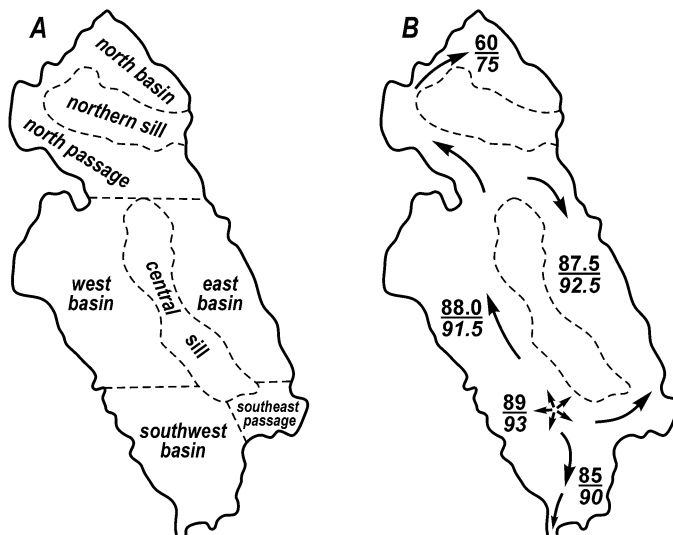 A
north basin
northern sill
north passage
west
basin
central
sill
east
basin
southeast
passage
southwest
basin
B
60
75
87.5
92.5
88.0
91.5
89
93
85
90